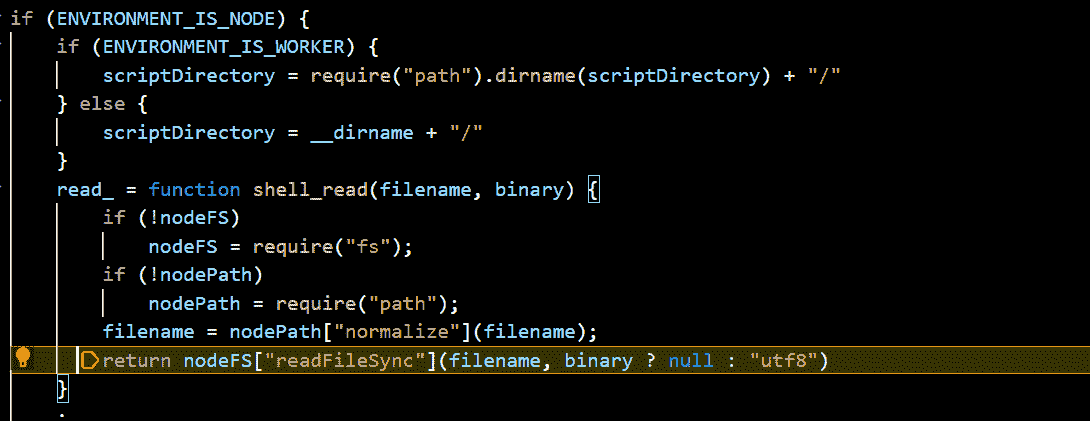 if (ENVIRONMENT_IS_NODE) {
    if (ENVIRONMENT_IS_WORKER) {
        scriptDirectory = require("path").dirname(scriptDirectory) + "/"
    } else {
        scriptDirectory = __dirname + "/"
    }
    read_ = function shell_read(filename, binary) {
        if (!nodeFS)
            nodeFS = require("fs");
        if (!nodePath)
            nodePath = require("path");
        filename = nodePath["normalize"](filename);
        return nodeFS["readFileSync"](filename, binary ? null : "utf8")
    }
    ;